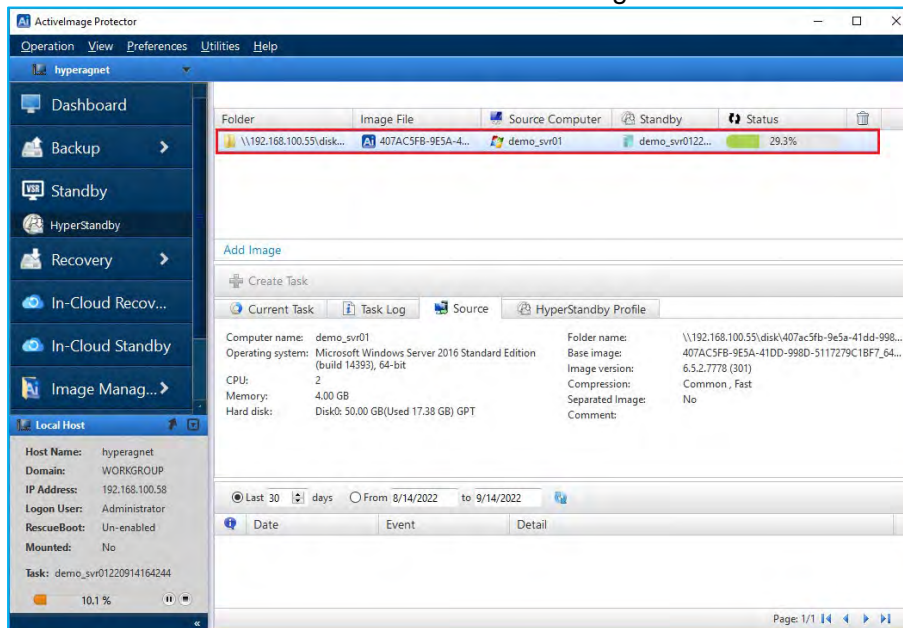 ActiveImage Protector
Operation View Preferences Utilities Help
hyperagnet
Dashboard
Backup
VSR Standby
HyperStandby
Recovery
In-Cloud Recov...
In-Cloud Standby
Image Manag...
Folder Image File Source Computer Standby Status
\\192.168.100.55\disk... Ai 407AC5FB-9E5A-4... demo_svr01 demo_svr0122... 29.3%
Add Image
Create Task
Current Task Task Log Source HyperStandby Profile
Computer name: demo_svr01
Operating system: Microsoft Windows Server 2016 Standard Edition
(build 14393), 64-bit
CPU: 2
Memory: 4.00 GB
Hard disk: Disk0: 50.00 GB(Used 17.38 GB) GPT
Folder name: \\192.168.100.55\disk\407ac5fb-9e5a-41dd-998...
Base image: 407AC5FB-9E5A-41DD-998D-5117279C1BF7_64...
Image version: 6.5.2.7778 (301)
Compression: Common , Fast
Separated Image: No
Comment:
Local Host
Host Name: hyperagnet
Domain: WORKGROUP
IP Address: 192.168.100.58
Logon User: Administrator
RescueBoot: Un-enabled
Mounted: No
Task: demo_svr01220914164244
10.1 %
Last 30 days From 8/14/2022 to 9/14/2022
Date Event Detail
Page: 1/1